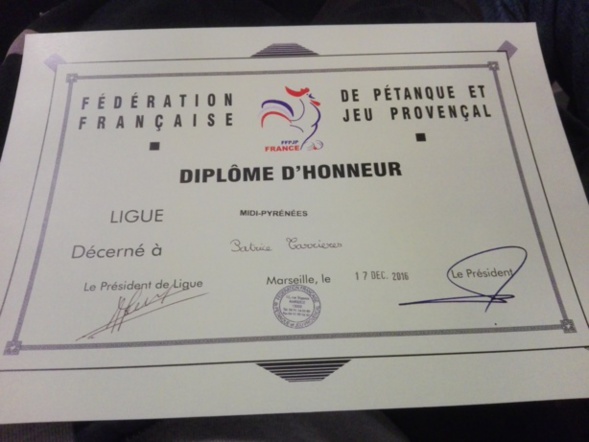 FÉDÉRATION
FRANÇAISE
FFPJP
FRANCE
DE PÉTANQUE ET
JEU PROVENÇAL
DIPLÔME D'HONNEUR
LIGUE MIDI-PYRÉNÉES
Décerné à
Le Président de Ligue
Marseille, le 17 DEC. 2016
Le Président